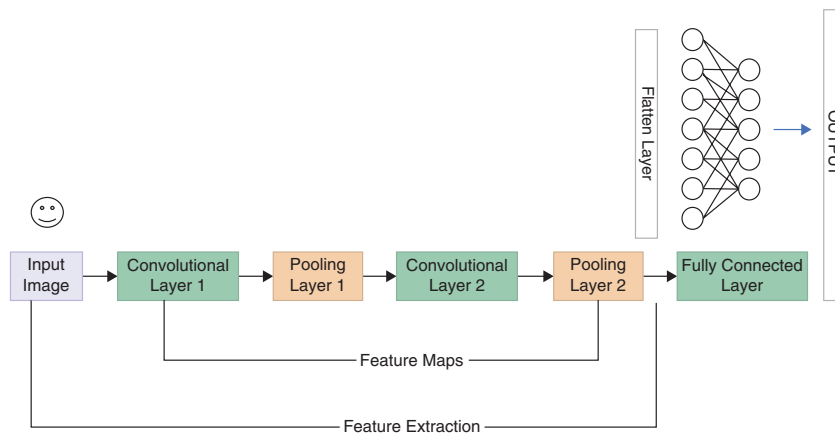 Flatten Layer
OUTPUT
Input
Image
Convolutional
Layer 1
Pooling
Layer 1
Convolutional
Layer 2
Pooling
Layer 2
Fully Connected
Layer
Feature Maps
Feature Extraction